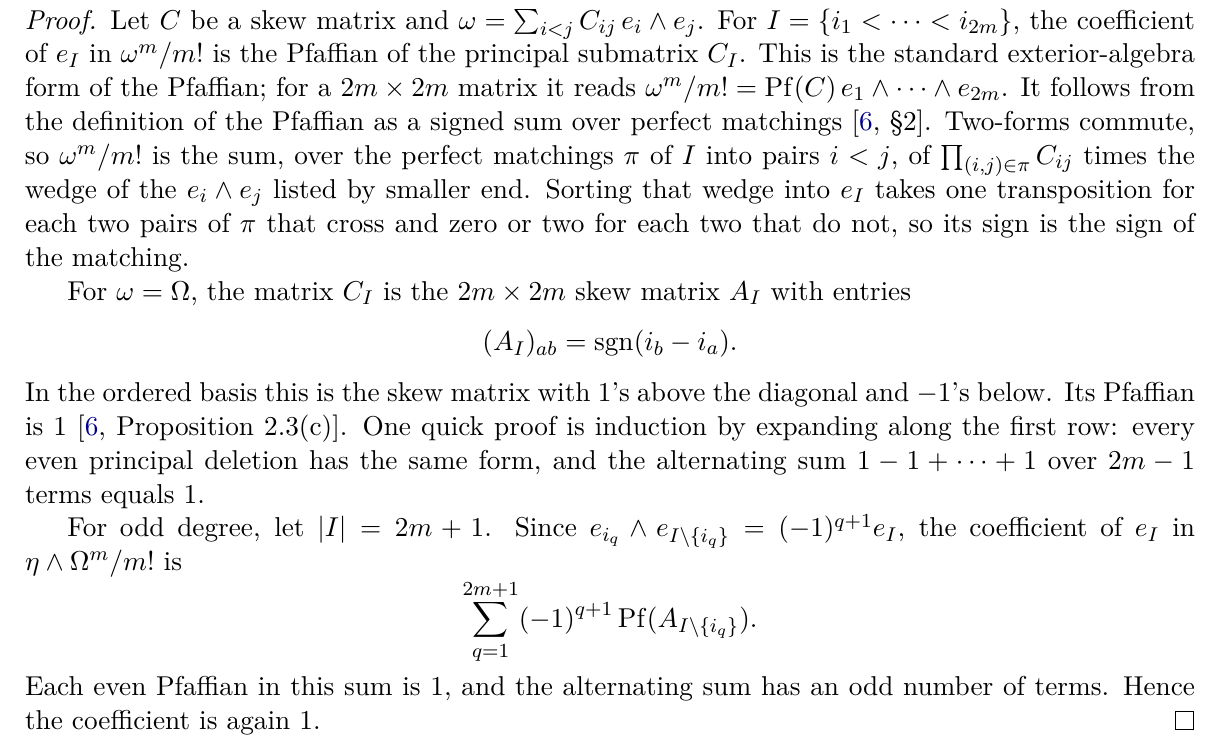 Proof. Let C be a skew matrix and ω = ∑_{i<j} C_{ij} e_i ∧ e_j. For I = {i_1 < ⋯ < i_{2m}}, the coefficient
of e_I in ω^m/m! is the Pfaffian of the principal submatrix C_I. This is the standard exterior-algebra
form of the Pfaffian; for a 2m × 2m matrix it reads ω^m/m! = Pf(C) e_1 ∧ ⋯ ∧ e_{2m}. It follows from
the definition of the Pfaffian as a signed sum over perfect matchings [6, §2]. Two-forms commute,
so ω^m/m! is the sum, over the perfect matchings π of I into pairs i < j, of ∏_{(i,j)∈π} C_{ij} times the
wedge of the e_i ∧ e_j listed by smaller end. Sorting that wedge into e_I takes one transposition for
each two pairs of π that cross and zero or two for each two that do not, so its sign is the sign of
the matching.
For ω = Ω, the matrix C_I is the 2m × 2m skew matrix A_I with entries
(A_I)_{ab} = sgn(i_b − i_a).
In the ordered basis this is the skew matrix with 1's above the diagonal and −1's below. Its Pfaffian
is 1 [6, Proposition 2.3(c)]. One quick proof is induction by expanding along the first row: every
even principal deletion has the same form, and the alternating sum 1 − 1 + ⋯ + 1 over 2m − 1
terms equals 1.
For odd degree, let |I| = 2m + 1. Since e_{i_q} ∧ e_{I\{i_q}} = (−1)^{q+1} e_I, the coefficient of e_I in
η ∧ Ω^m/m! is
∑_{q=1}^{2m+1} (−1)^{q+1} Pf(A_{I\{i_q}}).
Each even Pfaffian in this sum is 1, and the alternating sum has an odd number of terms. Hence
the coefficient is again 1. □